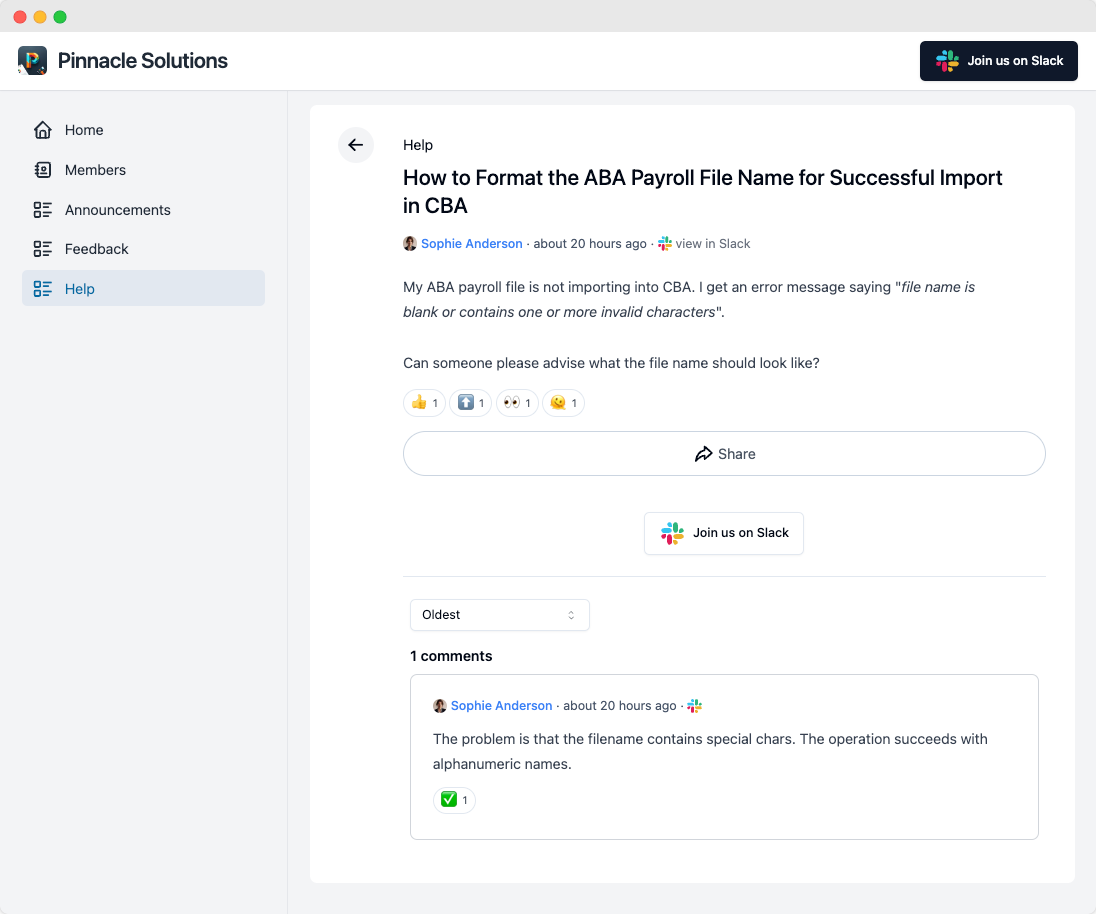 Pinnacle Solutions
Join us on Slack
Home
Members
Announcements
Feedback
Help
Help
How to Format the ABA Payroll File Name for Successful Import
in CBA
Sophie Anderson · about 20 hours ago · view in Slack
My ABA payroll file is not importing into CBA. I get an error message saying "file name is
blank or contains one or more invalid characters".
Can someone please advise what the file name should look like?
👍 1 ⬆️ 1 👀 1 🫠 1
Share
Join us on Slack
Oldest
1 comments
Sophie Anderson · about 20 hours ago ·
The problem is that the filename contains special chars. The operation succeeds with
alphanumeric names.
✅ 1